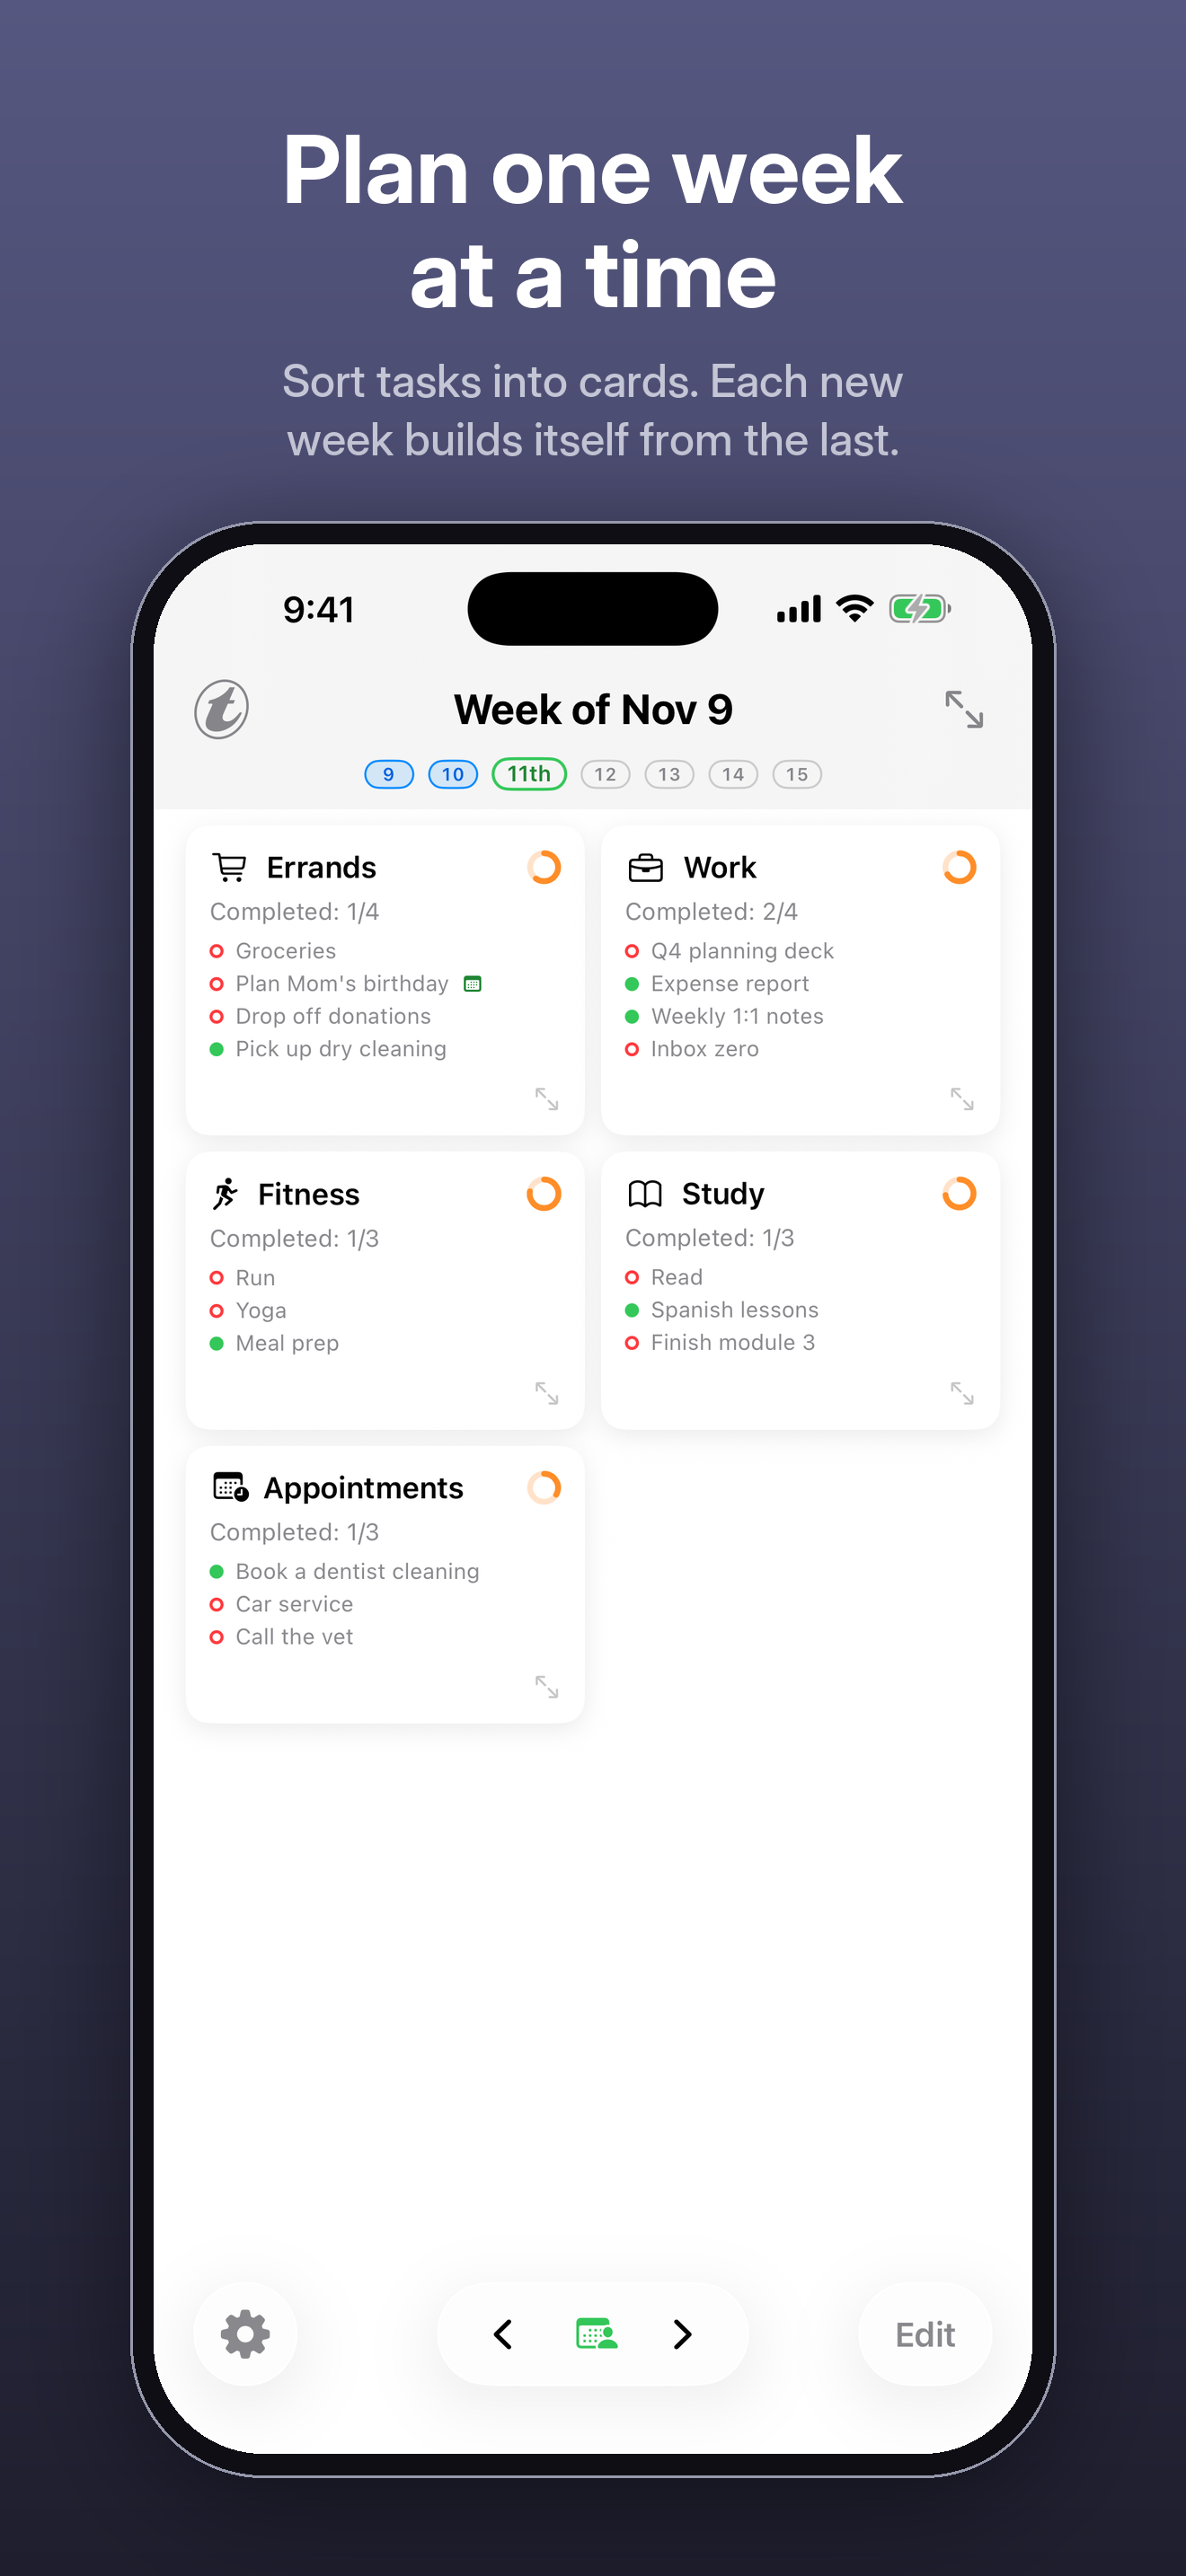 Plan one week
at a time
Sort tasks into cards. Each new
week builds itself from the last.
9:41
t
Week of Nov 9
9 10 11th 12 13 14 15
Errands
Completed: 1/4
Groceries
Plan Mom's birthday
Drop off donations
Pick up dry cleaning
Work
Completed: 2/4
Q4 planning deck
Expense report
Weekly 1:1 notes
Inbox zero
Fitness
Completed: 1/3
Run
Yoga
Meal prep
Study
Completed: 1/3
Read
Spanish lessons
Finish module 3
Appointments
Completed: 1/3
Book a dentist cleaning
Car service
Call the vet
Edit